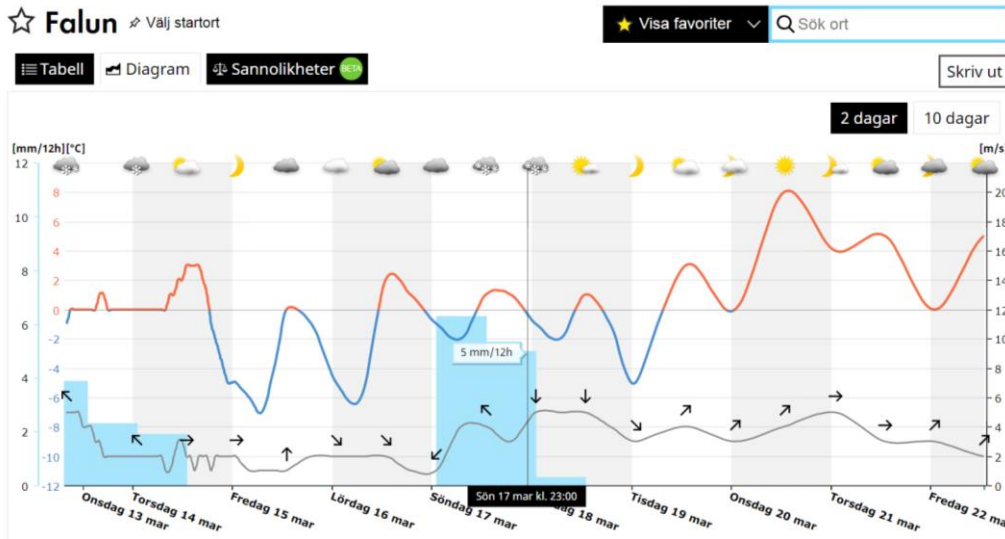 Falun Välj startort
Visa favoriter Sök ort
Tabell Diagram Sannolikheter BETA
Skriv ut
2 dagar 10 dagar
[mm/12h][°C] [m/s
12
8 20
10 6 18
4 16
8 2 14
0 12
6 -2 10
5 mm/12h
-4 8
4 -6 6
2 -8 4
-10 2
0 -12 0
Sön 17 mar kl. 23:00
Onsdag 13 mar Torsdag 14 mar Fredag 15 mar Lördag 16 mar Söndag 17 mar dag 18 mar Tisdag 19 mar Onsdag 20 mar Torsdag 21 mar Fredag 22 mar